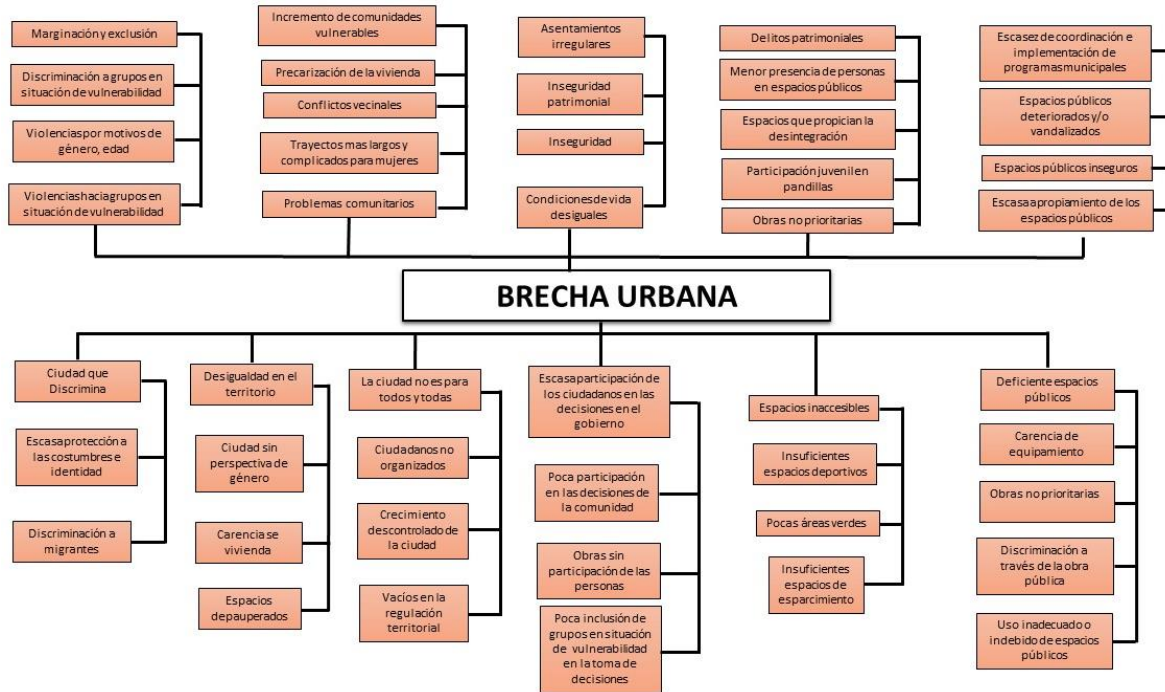 Marginación y exclusión
Discriminación a grupos en
situación de vulnerabilidad
Violencias por motivos de
género, edad
Violencias hacia grupos en
situación de vulnerabilidad
Incremento de comunidades
vulnerables
Precarización de la vivienda
Conflictos vecinales
Trayectos mas largos y
complicados para mujeres
Problemas comunitarios
Asentamientos
irregulares
Inseguridad
patrimonial
Inseguridad
Condiciones de vida
desiguales
Delitos patrimoniales
Menor presencia de personas
en espacios públicos
Espacios que propician la
desintegración
Participación juvenil en
pandillas
Obras no prioritarias
Escasez de coordinación e
implementación de
programas municipales
Espacios públicos
deteriorados y/o
vandalizados
Espacios públicos inseguros
Escasa apropiamiento de los
espacios públicos
BRECHA URBANA
Ciudad que
Discrimina
Escasa protección a
las costumbres e
identidad
Discriminación a
migrantes
Desigualdad en el
territorio
Ciudad sin
perspectiva de
género
Carencia se
vivienda
Espacios
depauperados
La ciudad no es para
todos y todas
Ciudadanos no
organizados
Crecimiento
descontrolado de
la ciudad
Vacíos en la
regulación
territorial
Escasa participación de
los ciudadanos en las
decisiones en el
gobierno
Poca participación
en las decisiones de
la comunidad
Obras sin
participación de las
personas
Poca inclusión de
grupos en situación
de vulnerabilidad
en la toma de
decisiones
Espacios inaccesibles
Insuficientes
espacios deportivos
Pocas áreas verdes
Insuficientes
espacios de
esparcimiento
Deficiente espacios
públicos
Carencia de
equipamiento
Obras no prioritarias
Discriminación a
través de la obra
pública
Uso inadecuado o
indebido de espacios
públicos